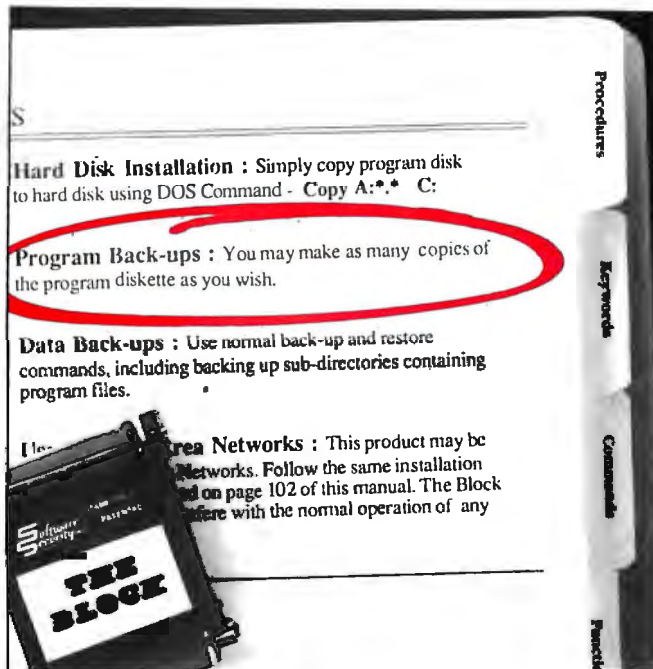 S
Hard Disk Installation : Simply copy program disk
to hard disk using DOS Command - Copy A:*.* C:
Program Back-ups : You may make as many copies of
the program diskette as you wish.
Data Back-ups : Use normal back-up and restore
commands, including backing up sub-directories containing
program files.
rea Networks : This product may be
Networks. Follow the same installation
d on page 102 of this manual. The Block
fere with the normal operation of any
Software
Security
THE
BLOCK
Procedures
Keywords
Commands
Functi